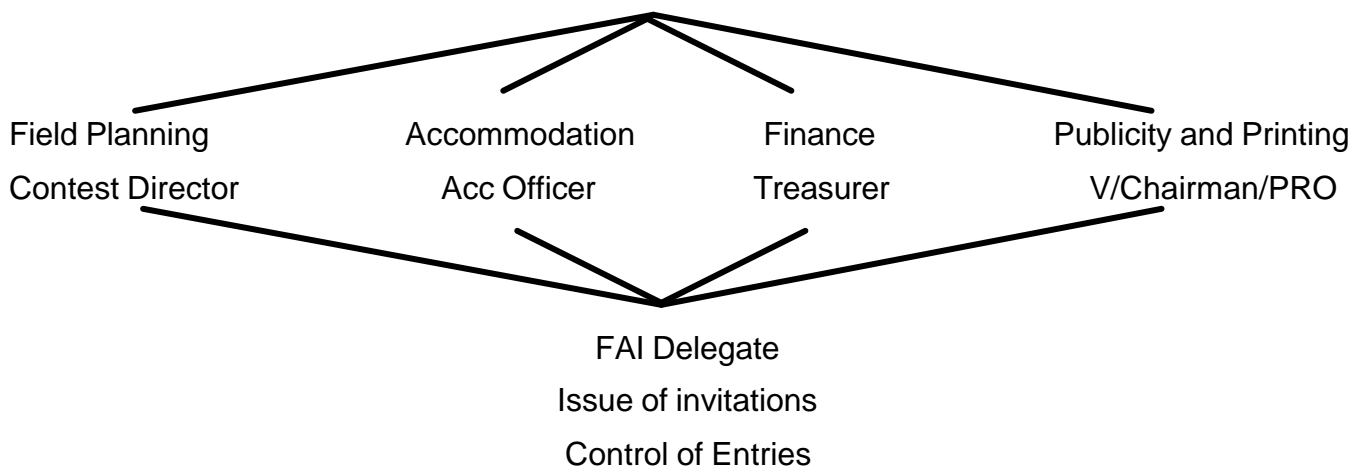 Field Planning Accommodation Finance Publicity and Printing
Contest Director Acc Officer Treasurer V/Chairman/PRO
FAI Delegate
Issue of invitations
Control of Entries